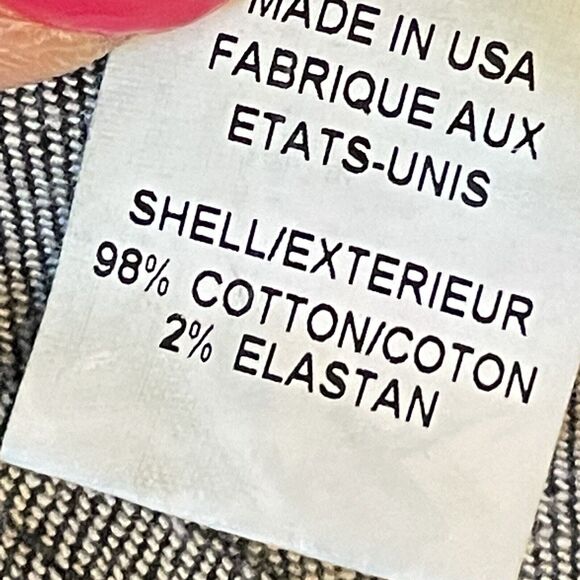 MADE IN USA
FABRIQUE AUX
ETATS-UNIS
SHELL/EXTERIEUR
98% COTTON/COTON
2% ELASTAN